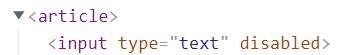 ▼<article>
<input type="text" disabled>